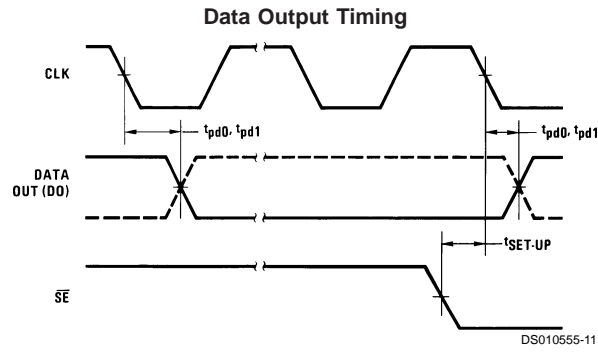 Data Output Timing
CLK
tpd0, tpd1
tpd0, tpd1
DATA
OUT (DO)
tSET-UP
SE
DS010555-11